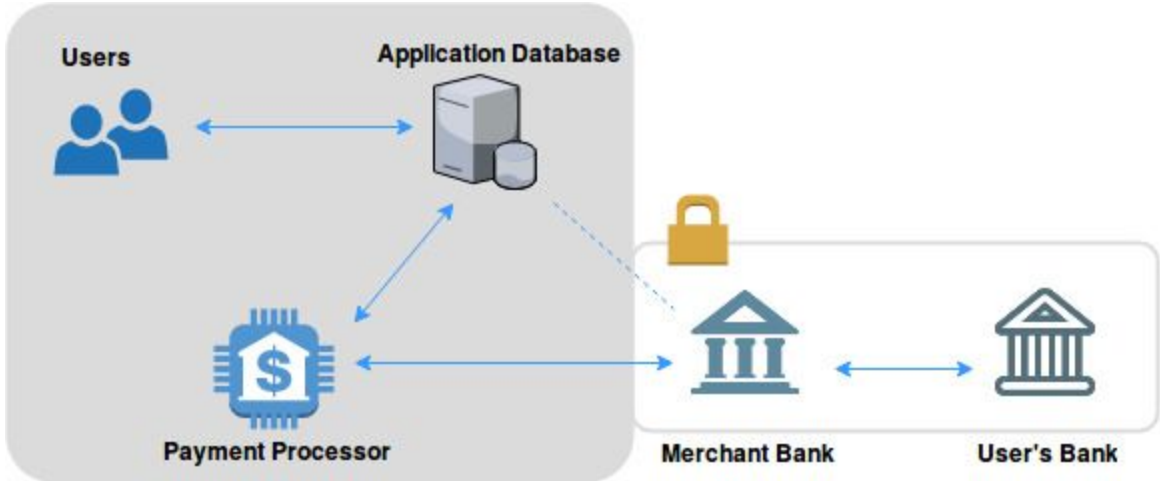 Users
Application Database
$
Payment Processor
Merchant Bank
User's Bank